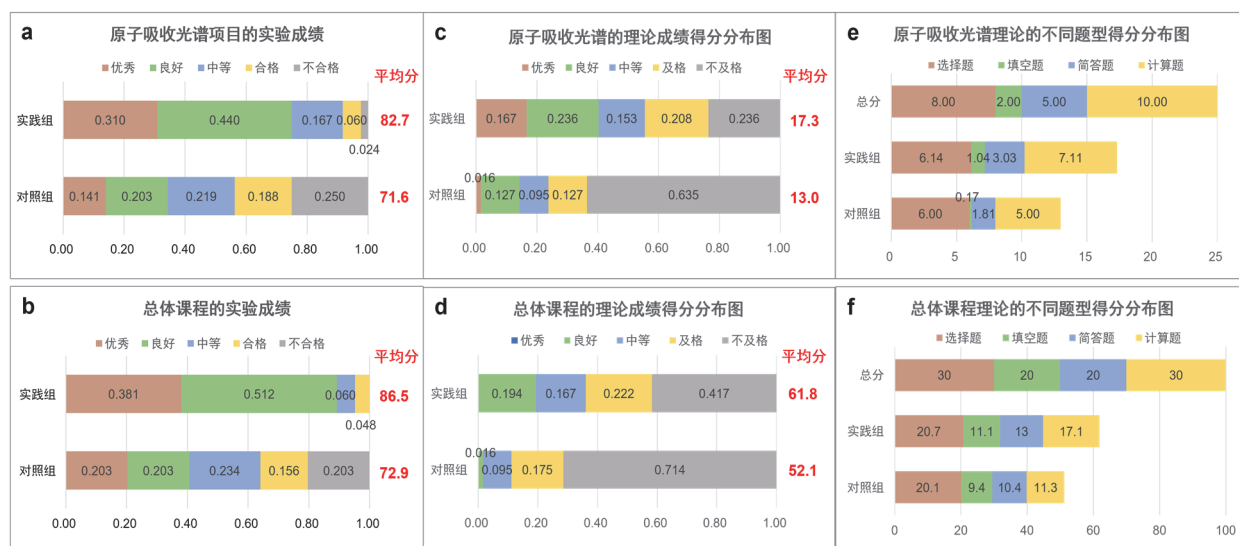 a
原子吸收光谱项目的实验成绩
优秀 良好 中等 合格 不合格
平均分
实践组 0.310 0.440 0.167 0.060 82.7
0.024
对照组 0.141 0.203 0.219 0.188 0.250 71.6
0.00 0.20 0.40 0.60 0.80 1.00
c
原子吸收光谱的理论成绩得分分布图
优秀 良好 中等 及格 不及格
平均分
实践组 0.167 0.236 0.153 0.208 0.236 17.3
0.016
对照组 0.127 0.095 0.127 0.635 13.0
0.00 0.20 0.40 0.60 0.80 1.00
e
原子吸收光谱理论的不同题型得分分布图
选择题 填空题 简答题 计算题
0 5 10 15 20 25
总分 8.00 2.00 5.00 10.00
实践组 6.14 1.04 3.03 7.11
0.17
对照组 6.00 1.81 5.00
b
总体课程的实验成绩
优秀 良好 中等 合格 不合格
平均分
实践组 0.381 0.512 0.060 86.5
0.048
对照组 0.203 0.203 0.234 0.156 0.203 72.9
0.00 0.20 0.40 0.60 0.80 1.00
d
总体课程的理论成绩得分分布图
优秀 良好 中等 及格 不及格
平均分
实践组 0.194 0.167 0.222 0.417 61.8
0.016
对照组 0.095 0.175 0.714 52.1
0.00 0.20 0.40 0.60 0.80 1.00
f
总体课程理论的不同题型得分分布图
选择题 填空题 简答题 计算题
总分 30 20 20 30
实践组 20.7 11.1 13 17.1
对照组 20.1 9.4 10.4 11.3
0 20 40 60 80 100